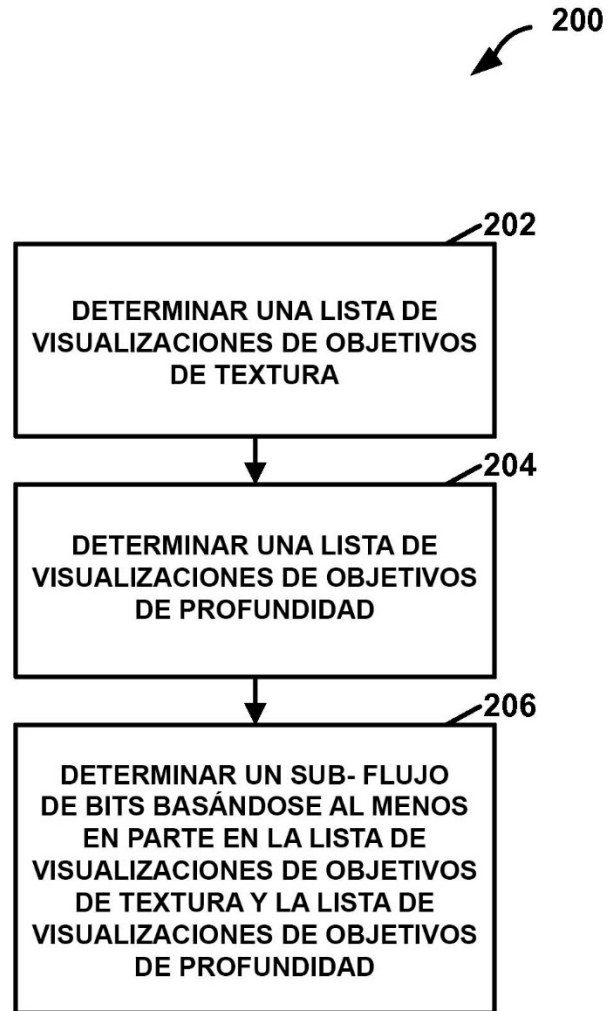 200
202
DETERMINAR UNA LISTA DE
VISUALIZACIONES DE OBJETIVOS
DE TEXTURA
204
DETERMINAR UNA LISTA DE
VISUALIZACIONES DE OBJETIVOS
DE PROFUNDIDAD
206
DETERMINAR UN SUB- FLUJO
DE BITS BASÁNDOSE AL MENOS
EN PARTE EN LA LISTA DE
VISUALIZACIONES DE OBJETIVOS
DE TEXTURA Y LA LISTA DE
VISUALIZACIONES DE OBJETIVOS
DE PROFUNDIDAD